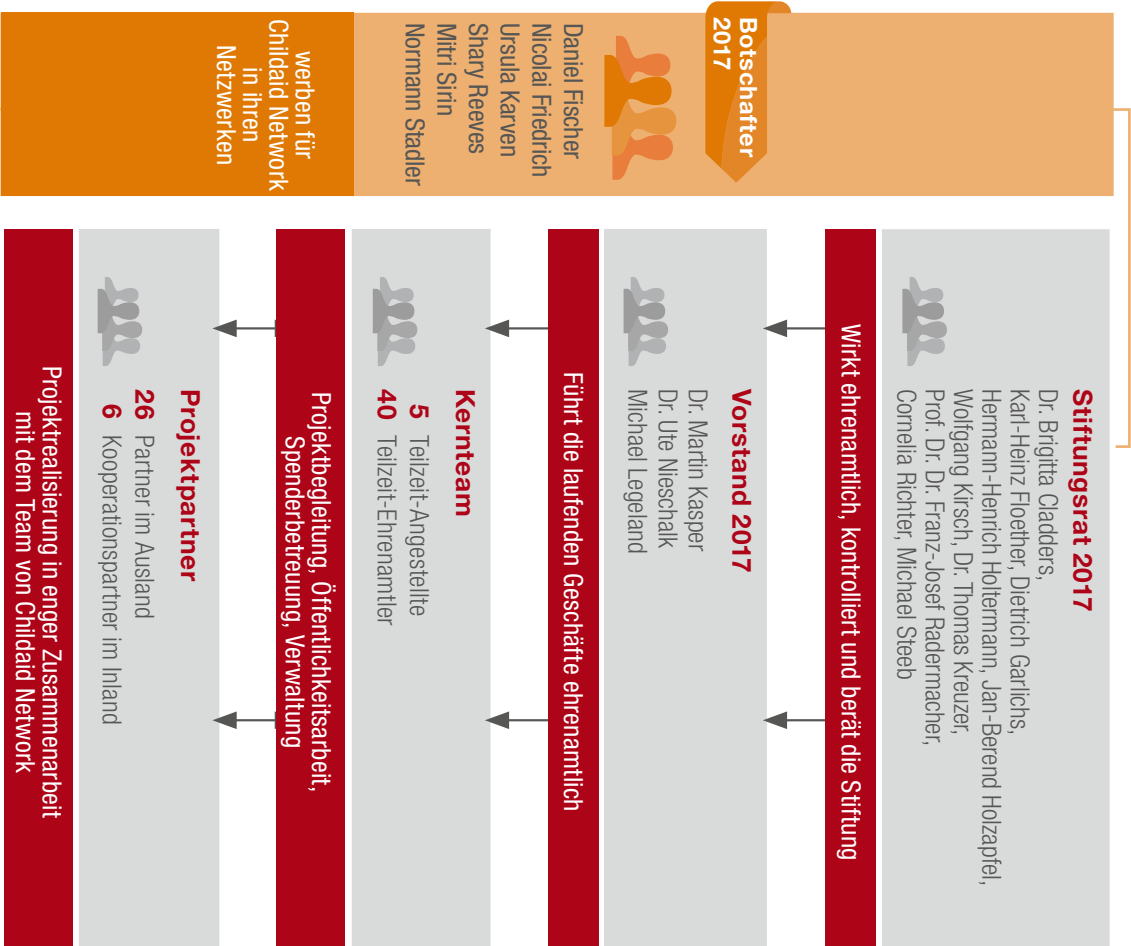 Stiftungsrat 2017
Dr. Brigitta Cladders,
Karl-Heinz Floether, Dietrich Garlichs,
Hermann-Henrich Holtermann, Jan-Berend Holzapfel,
Wolfgang Kirsch, Dr. Thomas Kreuzer,
Prof. Dr. Dr. Franz-Josef Radermacher,
Cornelia Richter, Michael Steeb
Wirkt ehrenamtlich, kontrolliert und berät die Stiftung
Vorstand 2017
Dr. Martin Kasper
Dr. Ute Nieschalk
Michael Legeland
Führt die laufenden Geschäfte ehrenamtlich
Kernteam
5 Teilzeit-Angestellte
40 Teilzeit-Ehrenamtler
Projektbegleitung, Öffentlichkeitsarbeit,
Spenderbetreuung, Verwaltung
Projektpartner
26 Partner im Ausland
6 Kooperationspartner im Inland
Projektrealisierung in enger Zusammenarbeit
mit dem Team von Childaid Network
Botschafter
2017
Daniel Fischer
Nicolai Friedrich
Ursula Karven
Shary Reeves
Mitri Sirin
Normann Stadler
werben für
Childaid Network
in ihren
Netzwerken